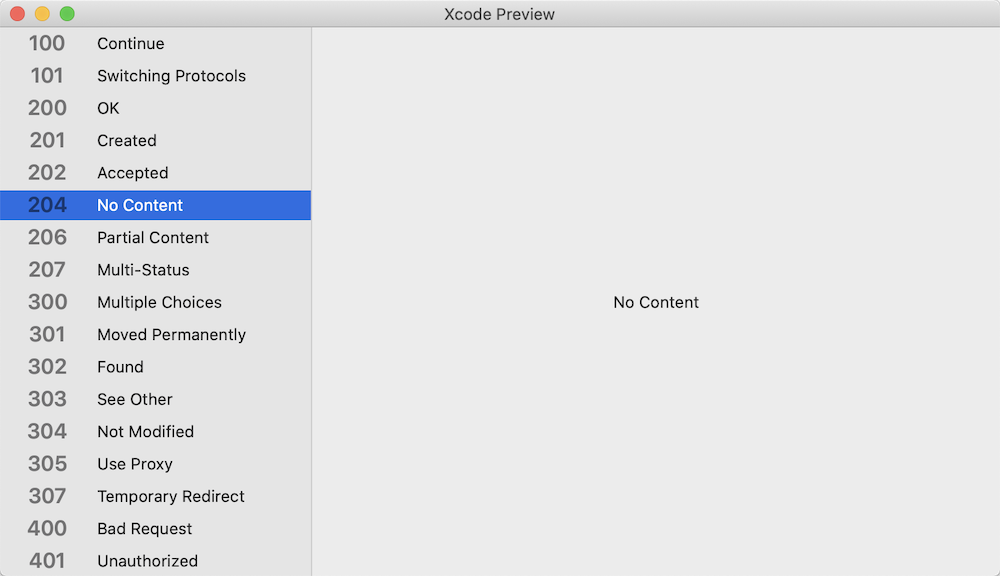 Xcode Preview
100 Continue
101 Switching Protocols
200 OK
201 Created
202 Accepted
204 No Content
206 Partial Content
207 Multi-Status
300 Multiple Choices
301 Moved Permanently
302 Found
303 See Other
304 Not Modified
305 Use Proxy
307 Temporary Redirect
400 Bad Request
401 Unauthorized
No Content